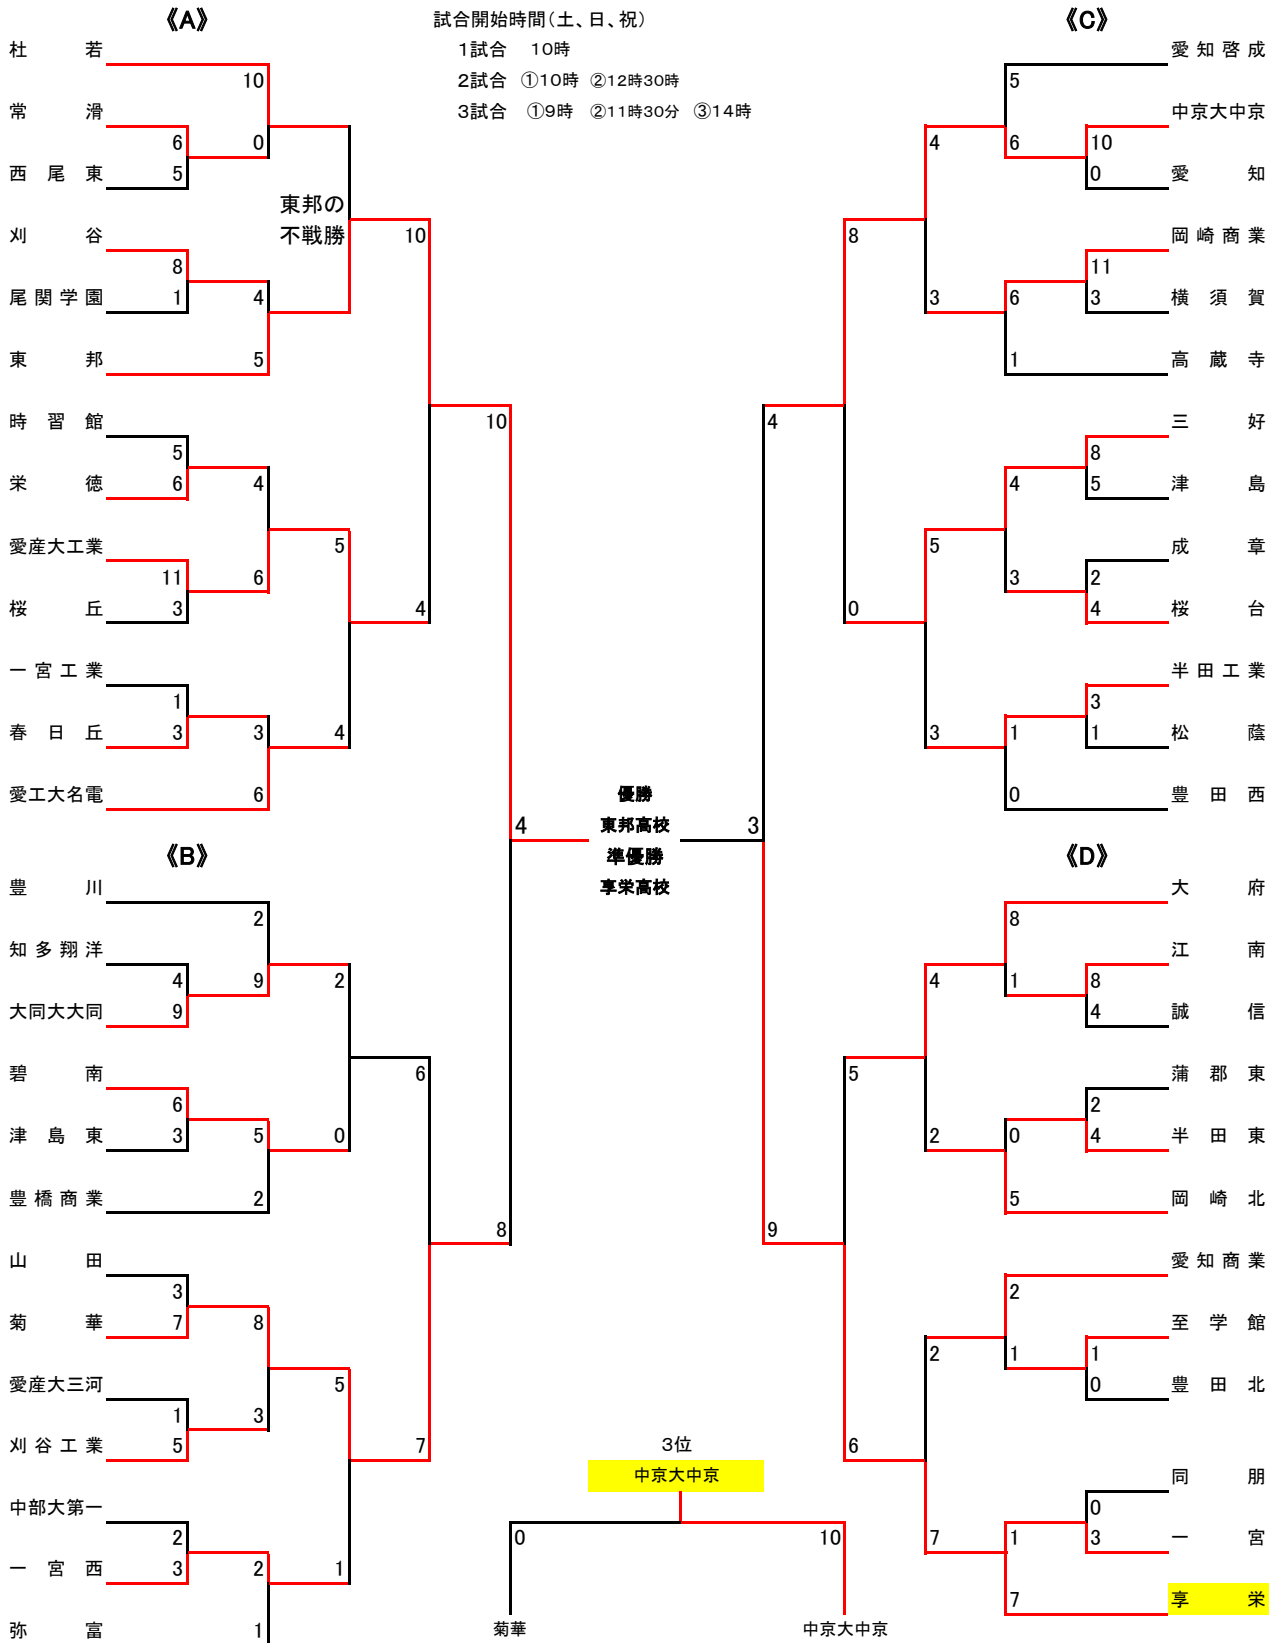 《A》
試合開始時間(土、日、祝)
1試合 10時
2試合 ①10時 ②12時30時
3試合 ①9時 ②11時30分 ③14時
杜若
10
常滑
6
0
西尾東
5
東邦の
不戦勝
10
刈谷
8
尾関学園
1
4
東邦
5
時習館
10
5
栄徳
6
4
愛産大工業
5
11
6
桜丘
3
4
一宮工業
1
春日丘
3
3
4
愛工大名電
6
《B》
豊川
2
知多翔洋
4
9
2
大同大大同
9
碧南
6
6
津島東
3
5
0
豊橋商業
2
8
山田
3
菊華
7
8
愛産大三河
5
1
3
刈谷工業
5
7
中部大第一
2
一宮西
3
2
1
弥富
1
4
優勝
東邦高校
準優勝
享栄高校
3
《C》
愛知啓成
5
中京大中京
4
6
10
愛知
0
岡崎商業
8
11
横須賀
3
6
3
高蔵寺
1
三好
4
8
津島
4
5
成章
5
3
2
桜台
0
4
半田工業
3
松蔭
3
1
1
豊田西
0
《D》
大府
8
江南
4
1
8
誠信
4
蒲郡東
5
2
半田東
2
0
4
岡崎北
5
9
愛知商業
2
至学館
2
1
1
豊田北
0
6
同朋
0
一宮
7
1
3
享栄
7
3位
中京大中京
0
10
菊華
中京大中京